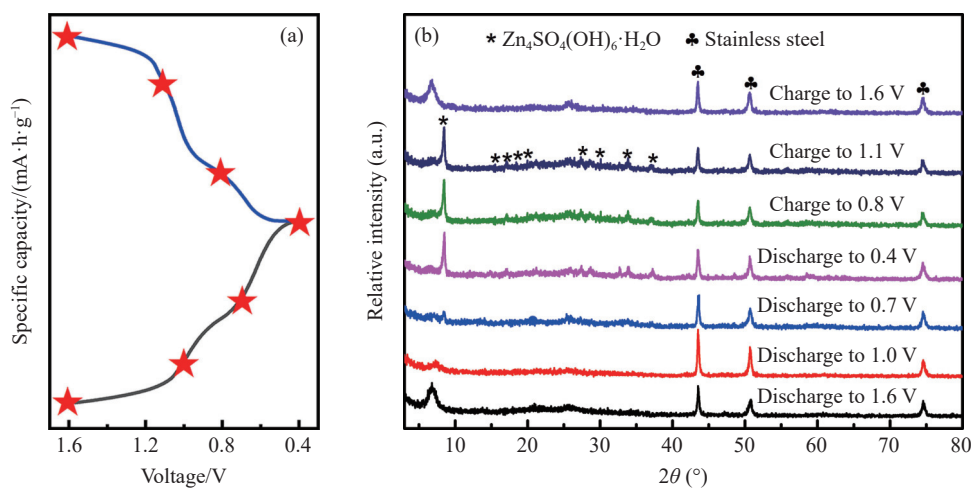 (a)
Specific capacity/(mA·h·g⁻¹)
1.6 1.2 0.8 0.4
Voltage/V
(b)
* Zn₄SO₄(OH)₆·H₂O ♣ Stainless steel
Relative intensity (a.u.)
♣ ♣ ♣
Charge to 1.6 V
* * * * * * * * *
Charge to 1.1 V
Charge to 0.8 V
Discharge to 0.4 V
Discharge to 0.7 V
Discharge to 1.0 V
Discharge to 1.6 V
10 20 30 40 50 60 70 80
2θ (°)